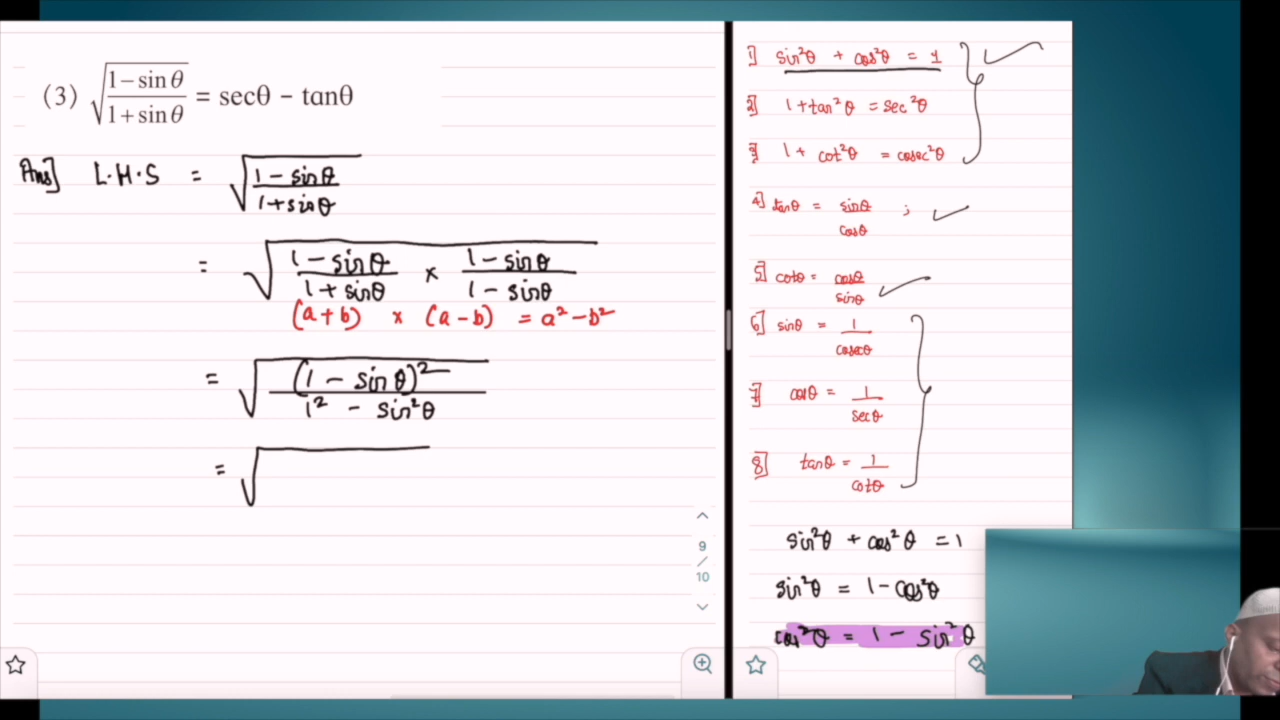 (3) √((1 − sin θ)/(1 + sin θ)) = secθ − tanθ
Ans] L.H.S = √((1 − sinθ)/(1 + sinθ))
= √((1 − sinθ)/(1 + sinθ) × (1 − sinθ)/(1 − sinθ))
(a + b) × (a − b) = a² − b²
= √((1 − sinθ)²/(1² − sin²θ))
= √
9
/
10
1] sin²θ + cos²θ = 1
2] 1 + tan²θ = sec²θ
3] 1 + cot²θ = cosec²θ
4] tanθ = sinθ/cosθ ;
5] cotθ = cosθ/sinθ
6] sinθ = 1/cosecθ
7] cosθ = 1/secθ
8] tanθ = 1/cotθ
sin²θ + cos²θ = 1
sin²θ = 1 − cos²θ
cos²θ = 1 − sin²θ